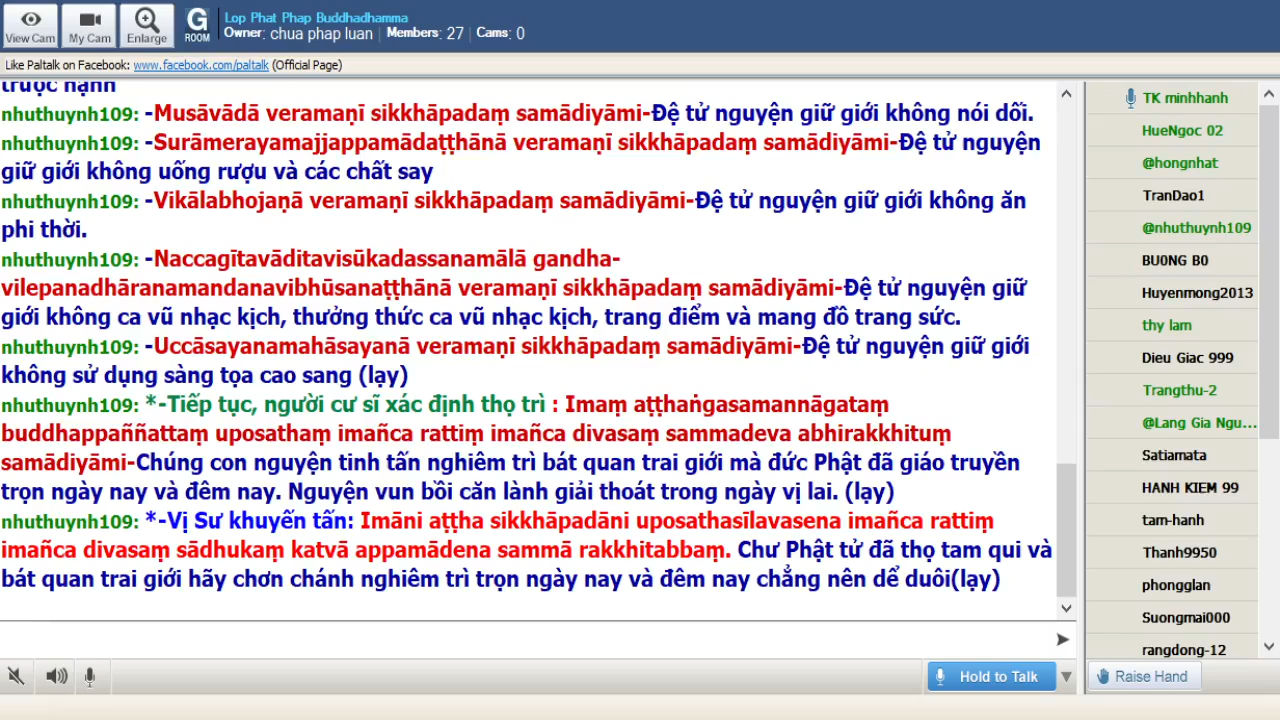 View Cam
My Cam
Enlarge
G
ROOM
Lop Phat Phap Buddhadhamma
Owner: chua phap luan | Members: 27 | Cams: 0
Like Paltalk on Facebook: www.facebook.com/paltalk (Official Page)
trược hạnh
nhuthuynh109: -Musāvādā veramaṇī sikkhāpadaṃ samādiyāmi-Đệ tử nguyện giữ giới không nói dối.
nhuthuynh109: -Surāmerayamajjappamādaṭṭhānā veramaṇī sikkhāpadaṃ samādiyāmi-Đệ tử nguyện
giữ giới không uống rượu và các chất say
nhuthuynh109: -Vikālabhojaṇā veramaṇī sikkhāpadaṃ samādiyāmi-Đệ tử nguyện giữ giới không ăn
phi thời.
nhuthuynh109: -Naccagītavāditavisūkadassanamālā gandha-
vilepanadhāranamandanavibhūsanaṭṭhānā veramaṇī sikkhāpadaṃ samādiyāmi-Đệ tử nguyện giữ
giới không ca vũ nhạc kịch, thưởng thức ca vũ nhạc kịch, trang điểm và mang đồ trang sức.
nhuthuynh109: -Uccāsayanamahāsayanā veramaṇī sikkhāpadaṃ samādiyāmi-Đệ tử nguyện giữ giới
không sử dụng sàng tọa cao sang (lạy)
nhuthuynh109: *-Tiếp tục, người cư sĩ xác định thọ trì : Imaṃ aṭṭhaṅgasamannāgataṃ
buddhappaññattaṃ uposathaṃ imañca rattiṃ imañca divasaṃ sammadeva abhirakkhituṃ
samādiyāmi-Chúng con nguyện tinh tấn nghiêm trì bát quan trai giới mà đức Phật đã giáo truyền
trọn ngày nay và đêm nay. Nguyện vun bồi căn lành giải thoát trong ngày vị lai. (lạy)
nhuthuynh109: *-Vị Sư khuyến tấn: Imāni aṭṭha sikkhāpadāni uposathasīlavasena imañca rattiṃ
imañca divasaṃ sādhukaṃ katvā appamādena sammā rakkhitabbaṃ. Chư Phật tử đã thọ tam qui và
bát quan trai giới hãy chơn chánh nghiêm trì trọn ngày nay và đêm nay chẳng nên dể duôi(lạy)
TK minhhanh
HueNgoc 02
@hongnhat
TranDao1
@nhuthuynh109
BU0NG B0
Huyenmong2013
thy lam
Dieu Giac 999
Trangthu-2
@Lang Gia Ngu...
Satiamata
HANH KIEM 99
tam-hanh
Thanh9950
phongglan
Suongmai000
rangdong-12
Hold to Talk
Raise Hand